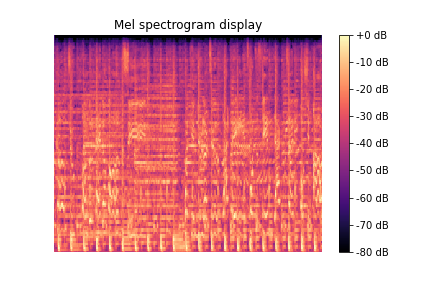 Mel spectrogram display
+0 dB
-10 dB
-20 dB
-30 dB
-40 dB
-50 dB
-60 dB
-70 dB
-80 dB